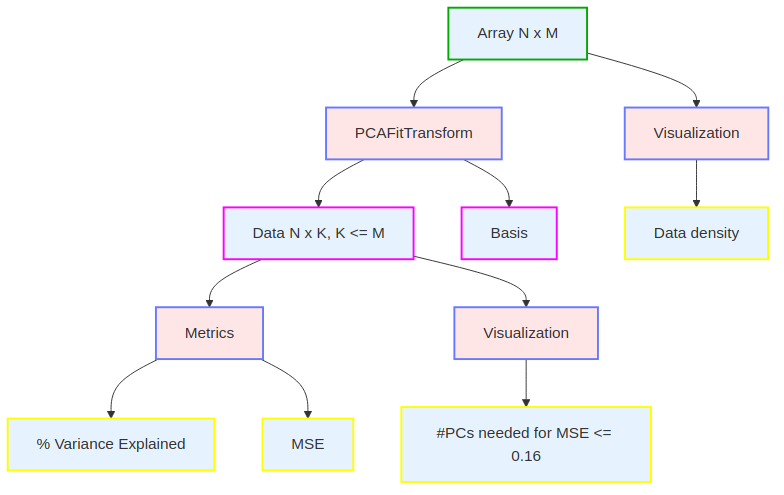 Array N x M
PCAFitTransform
Visualization
Data N x K, K <= M
Basis
Data density
Metrics
Visualization
% Variance Explained
MSE
#PCs needed for MSE <=
0.16